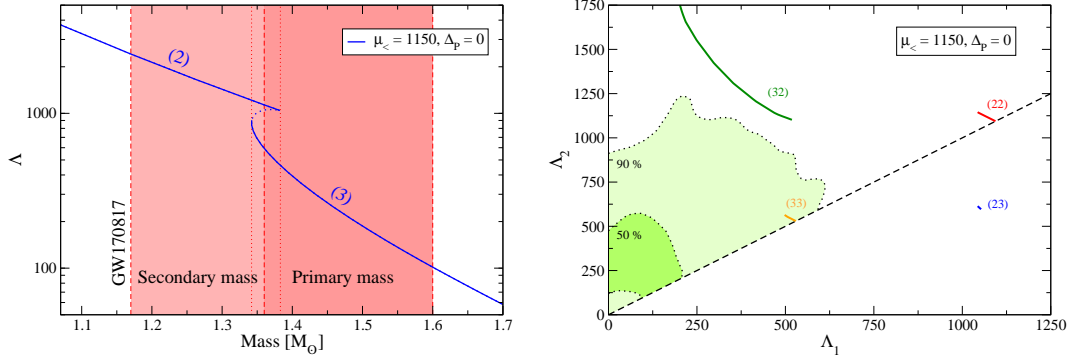 μ< = 1150, ΔP = 0
(2)
(3)
GW170817
Secondary mass
Primary mass
1000
100
Λ
1.1 1.2 1.3 1.4 1.5 1.6 1.7
Mass [M⊙]
μ< = 1150, ΔP = 0
(32)
(22)
(33)
(23)
90 %
50 %
1750
1500
1250
1000
750
500
250
0
Λ2
0 250 500 750 1000 1250
Λ1